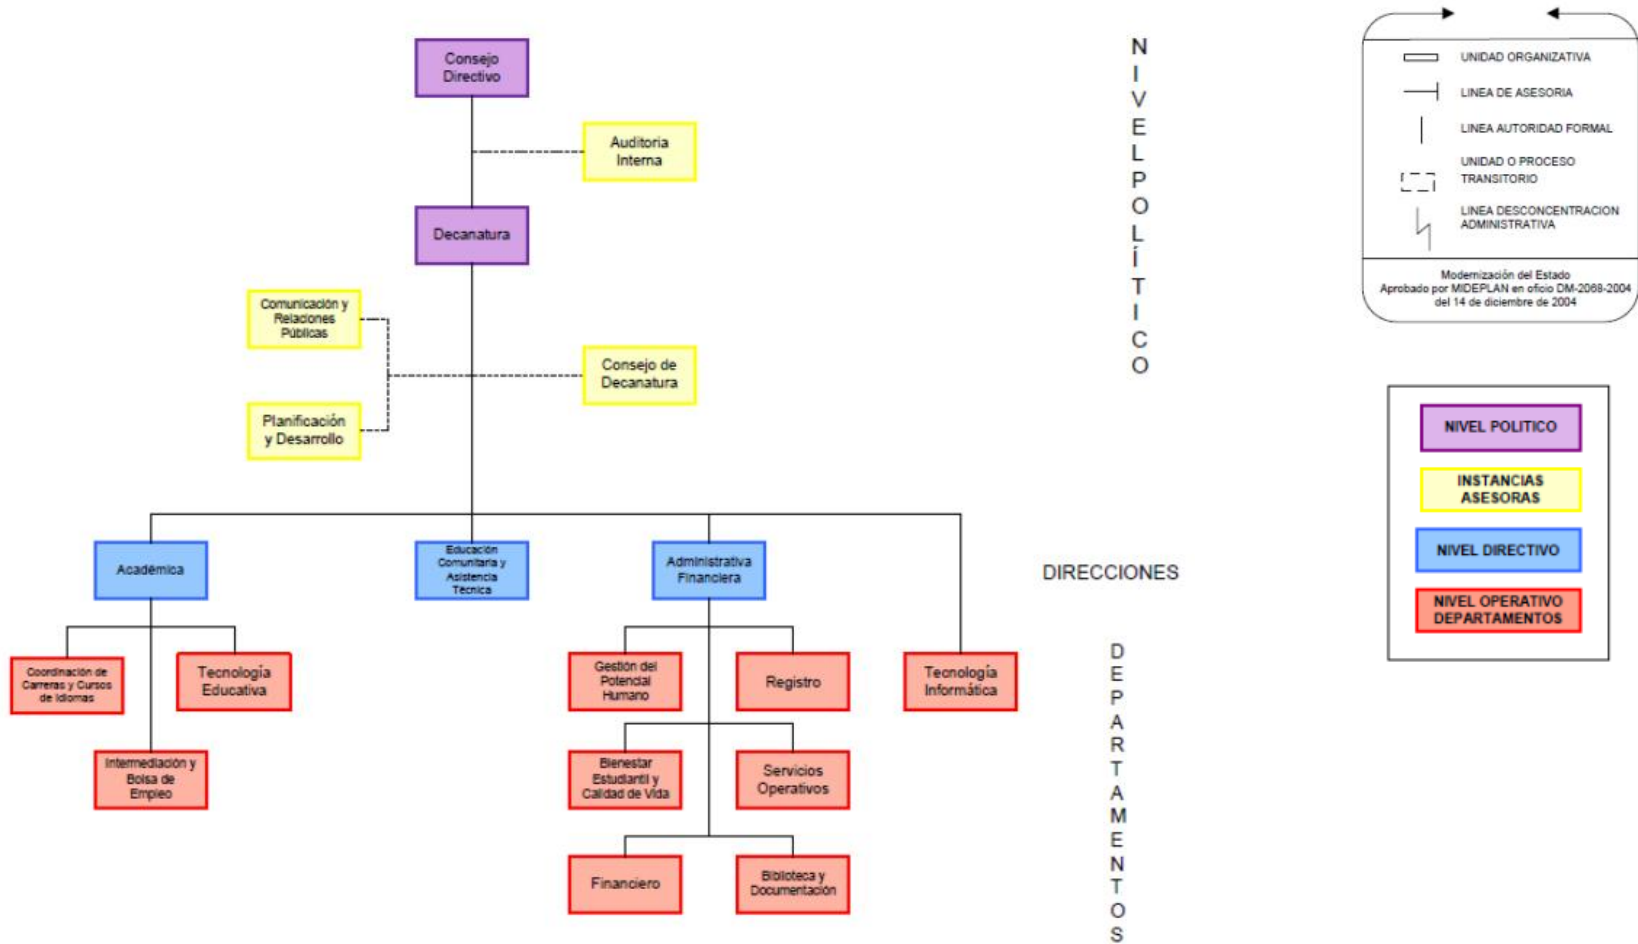 Consejo
Directivo
Auditoria
Interna
Decanatura
Comunicación y
Relaciones
Públicas
Consejo de
Decanatura
Planificación
y Desarrollo
NIVEL POLÍTICO
Académica
Educación
Comunitaria y
Asistencia
Técnica
Administrativa
Financiera
DIRECCIONES
Coordinación de
Carreras y Cursos
de Idiomas
Tecnología
Educativa
Intermediación y
Bolsa de
Empleo
Gestión del
Potencial
Humano
Registro
Tecnología
Informática
Bienestar
Estudiantil y
Calidad de Vida
Servicios
Operativos
Financiero
Biblioteca y
Documentación
DEPARTAMENTOS
UNIDAD ORGANIZATIVA
LINEA DE ASESORIA
LINEA AUTORIDAD FORMAL
UNIDAD O PROCESO
TRANSITORIO
LINEA DESCONCENTRACION
ADMINISTRATIVA
Modernización del Estado
Aprobado por MIDEPLAN en oficio DM-2068-2004
del 14 de diciembre de 2004
NIVEL POLITICO
INSTANCIAS
ASESORAS
NIVEL DIRECTIVO
NIVEL OPERATIVO
DEPARTAMENTOS